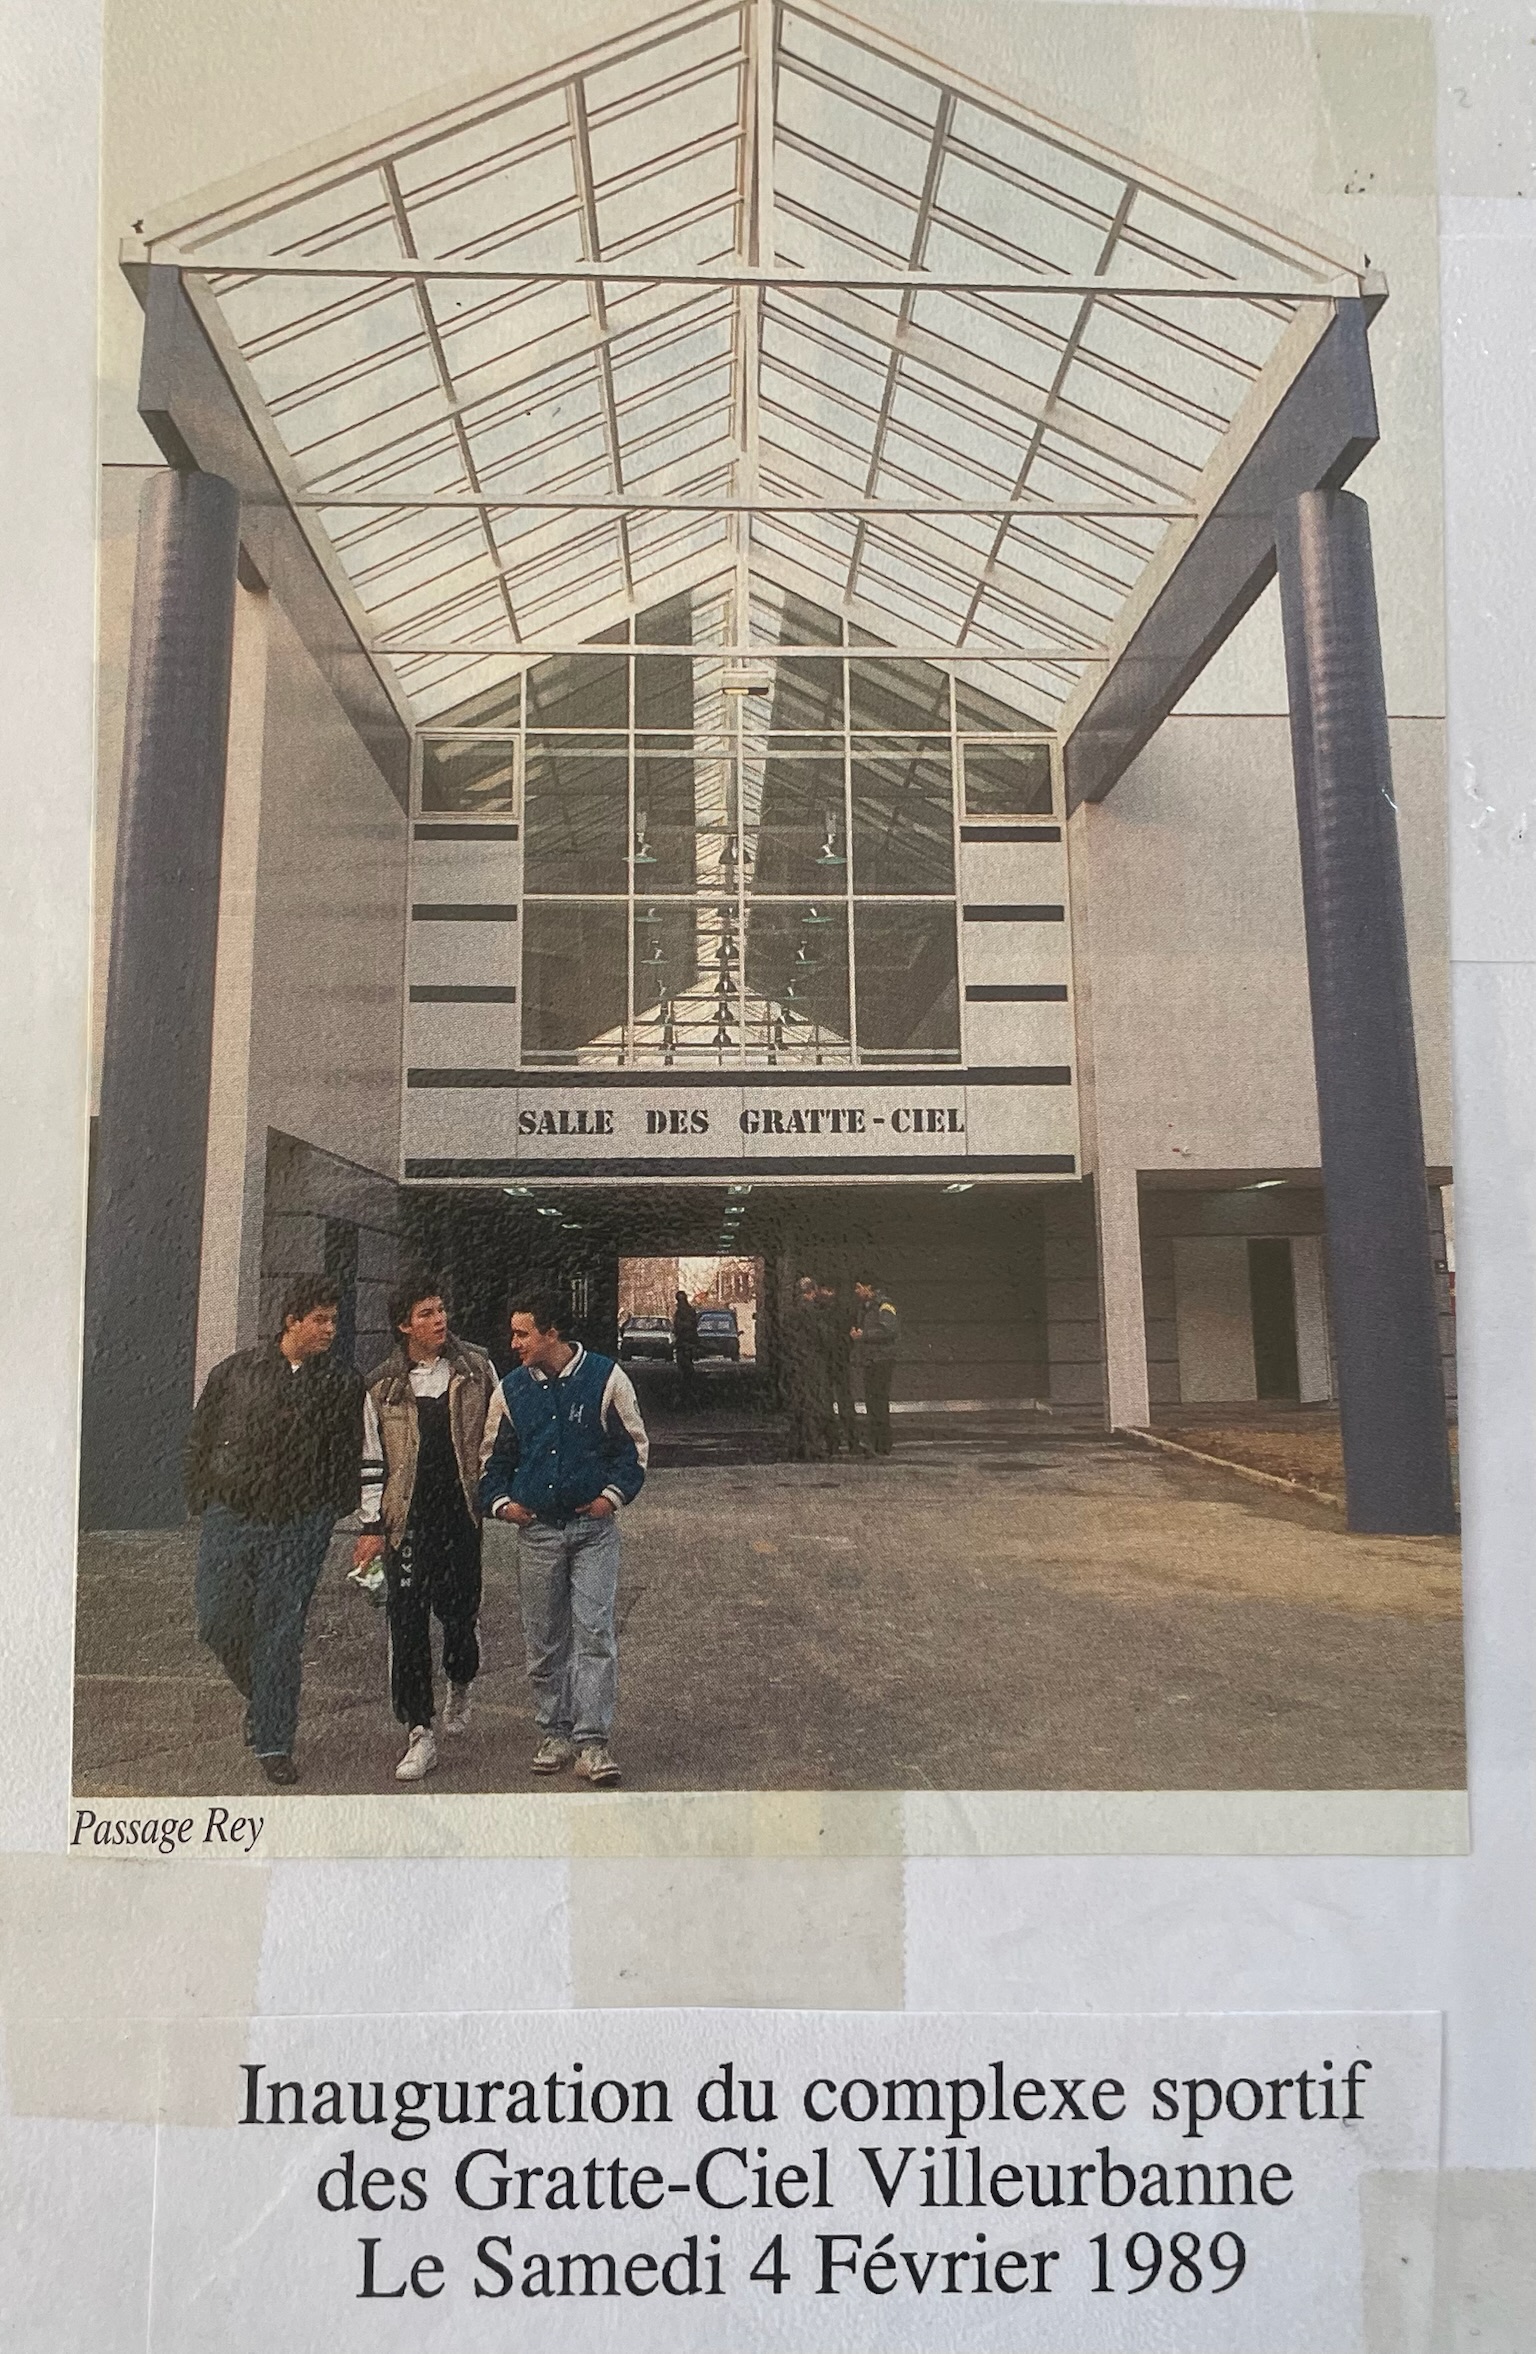 SALLE DES GRATTE-CIEL
Passage Rey
Inauguration du complexe sportif
des Gratte-Ciel Villeurbanne
Le Samedi 4 Février 1989